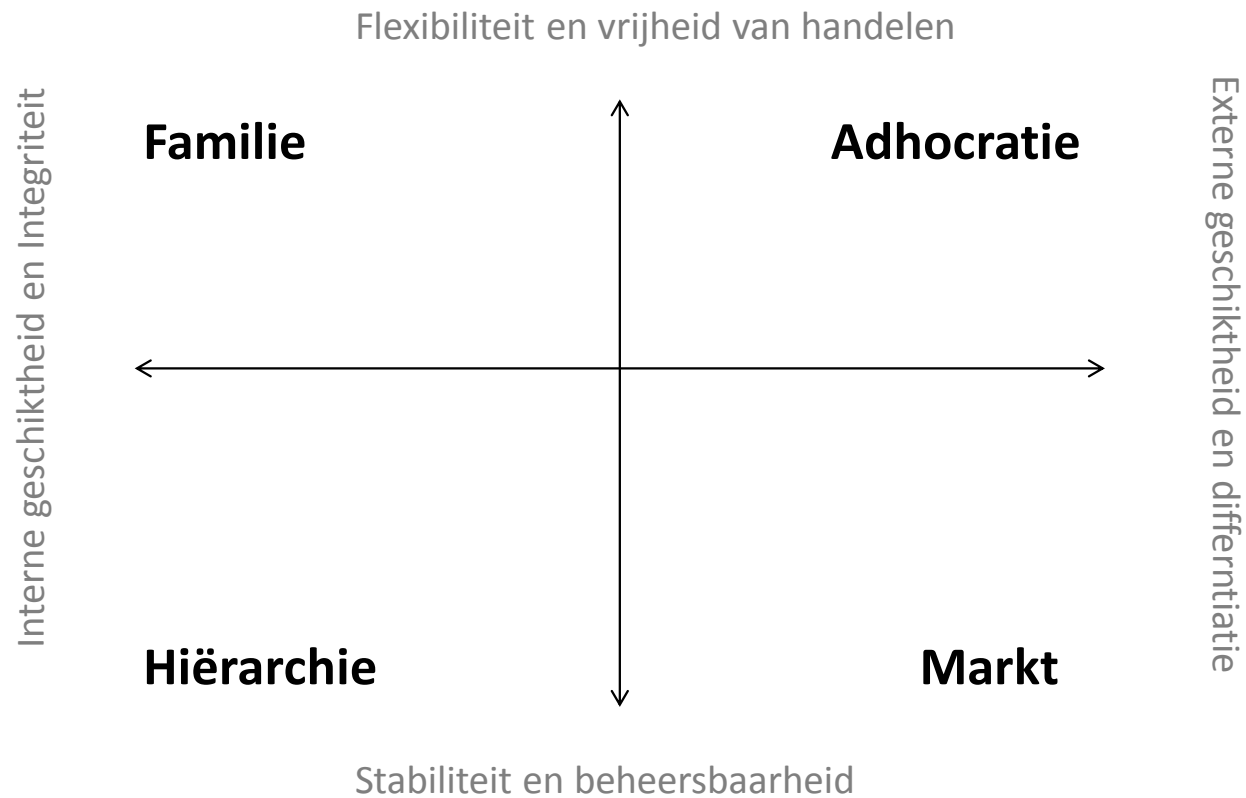 Flexibiliteit en vrijheid van handelen
Interne geschiktheid en Integriteit
Familie
Adhocratie
Externe geschiktheid en differntiatie
Hiërarchie
Markt
Stabiliteit en beheersbaarheid